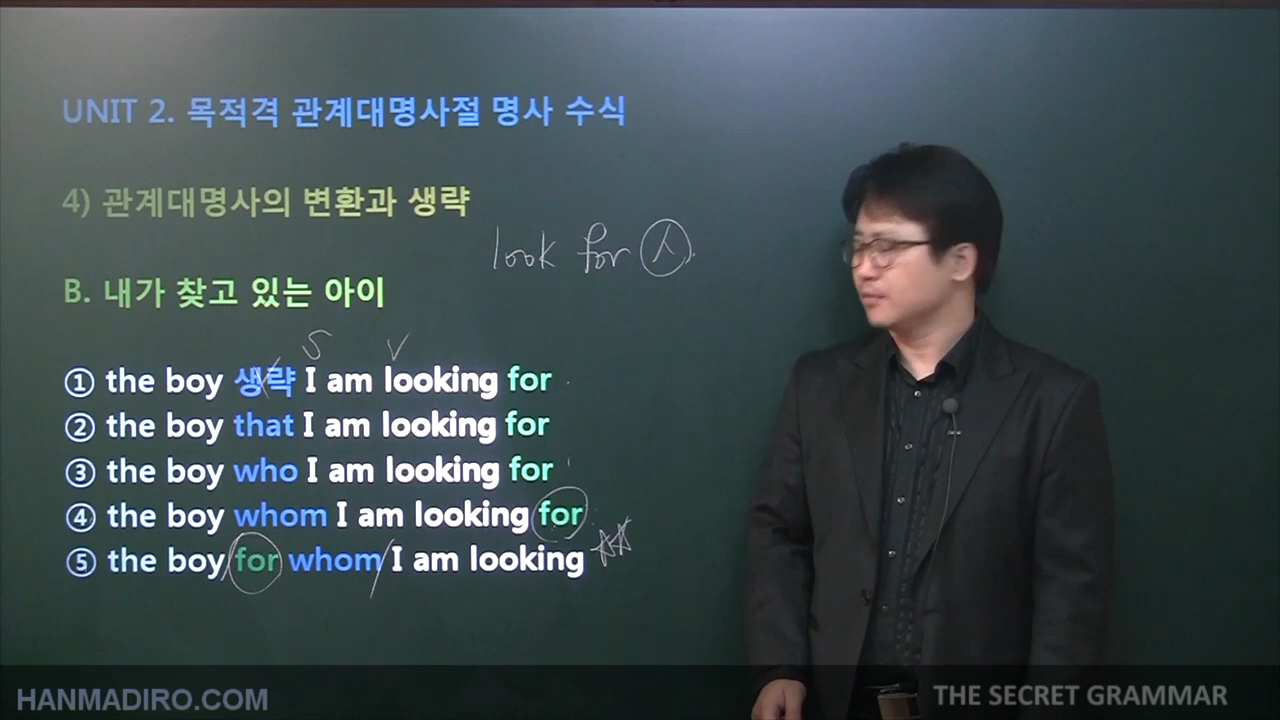 UNIT 2. 목적격 관계대명사절 명사 수식
4) 관계대명사의 변환과 생략
look for 人
B. 내가 찾고 있는 아이
S V
① the boy 생략 I am looking for
② the boy that I am looking for
③ the boy who I am looking for
④ the boy whom I am looking for
⑤ the boy for whom I am looking
HANMADIRO.COM
THE SECRET GRAMMAR